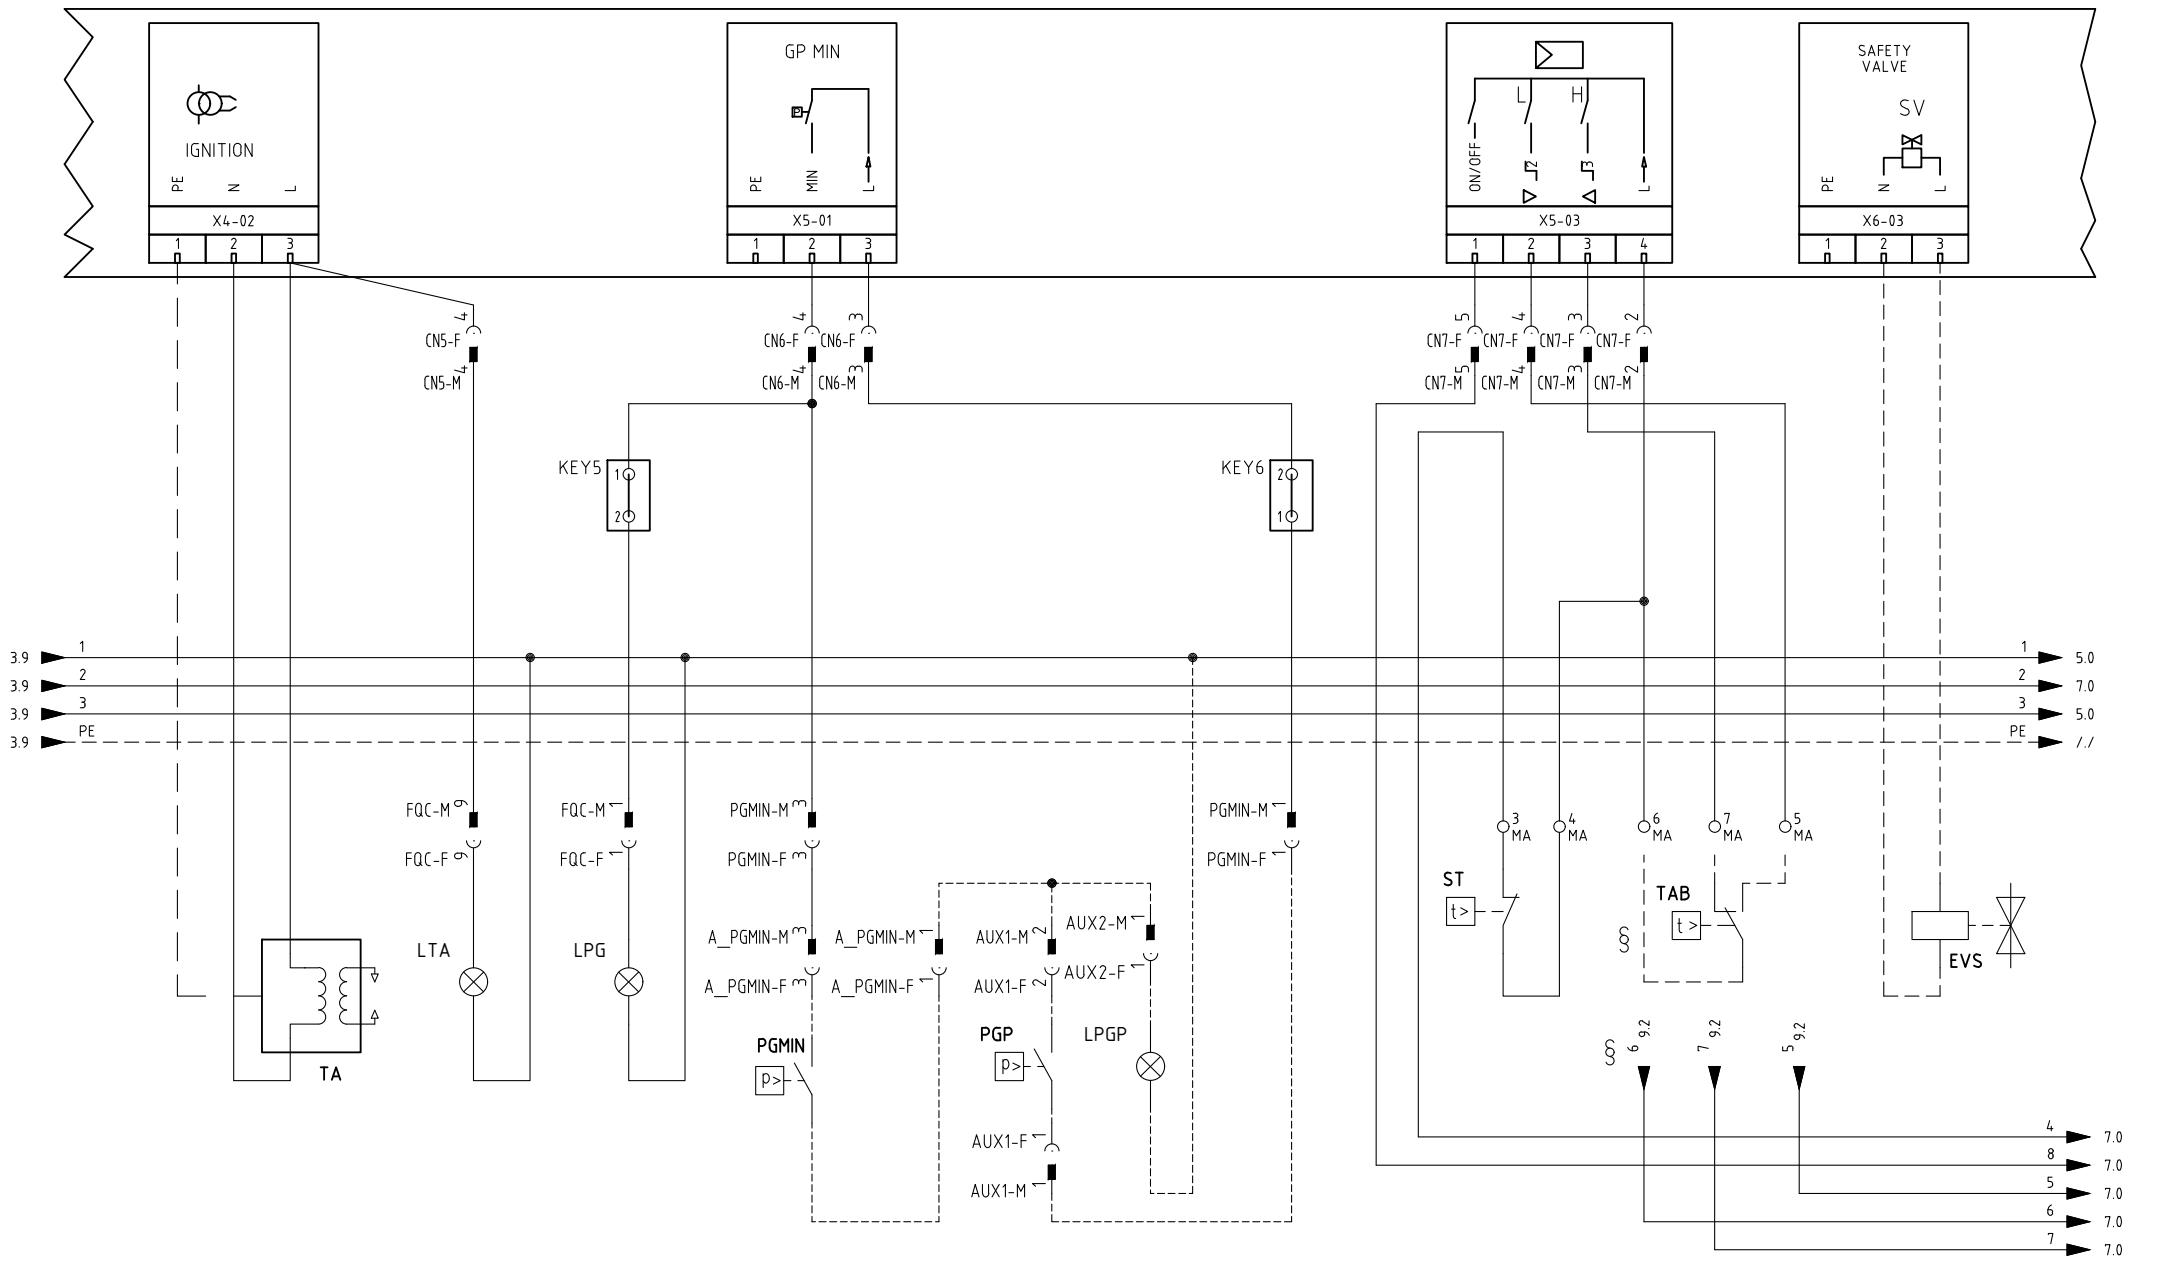 GP MIN
SAFETY
VALVE
L H
SV
P
IGNITION
PE N L
PE MIN L
ON/OFF 2 3 L
PE N L
X4-02 X5-01 X5-03 X6-03
1 2 3 1 2 3 1 2 3 4 1 2 3
4 4 3 5 4 3 2
CN5-F CN6-F CN6-F CN7-F CN7-F CN7-F CN7-F
4 4 3 5 4 3 2
CN5-M CN6-M CN6-M CN7-M CN7-M CN7-M CN7-M
KEY5 1 KEY6 2
2 1
3.9 1 1 5.0
3.9 2 2 7.0
3.9 3 3 5.0
3.9 PE PE /./
FQC-M 9 FQC-M 1 PGMIN-M 3 PGMIN-M 1
3 4 6 7 5
MA MA MA MA MA
FQC-F 9 FQC-F 1 PGMIN-F 3 PGMIN-F 1
ST
TAB
t> t>
AUX2-M 1
A_PGMIN-M 3 A_PGMIN-M 1 AUX1-M 2
LTA LPG
§
EVS
AUX2-F 1
A_PGMIN-F 3 A_PGMIN-F 1 AUX1-F 2
PGMIN PGP LPGP
§ 6 9.2 7 9.2 5 9.2
p> p>
TA
AUX1-F 1
4 7.0
8 7.0
AUX1-M 1
5 7.0
6 7.0
7 7.0